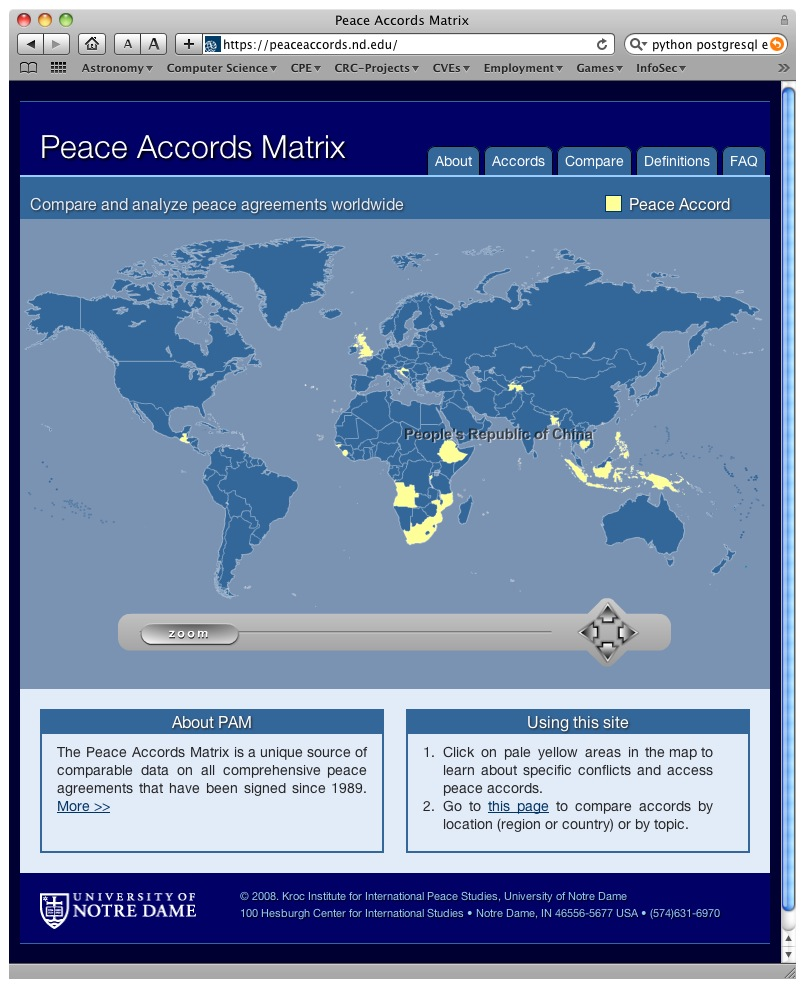 Peace Accords Matrix
A A + https://peaceaccords.nd.edu/ python postgresql e
Astronomy Computer Science CPE CRC-Projects CVEs Employment Games InfoSec >>
Peace Accords Matrix
About Accords Compare Definitions FAQ
Compare and analyze peace agreements worldwide
Peace Accord
People's Republic of China
zoom
About PAM
The Peace Accords Matrix is a unique source of
comparable data on all comprehensive peace
agreements that have been signed since 1989.
More >>
Using this site
1. Click on pale yellow areas in the map to
learn about specific conflicts and access
peace accords.
2. Go to this page to compare accords by
location (region or country) or by topic.
UNIVERSITY OF
NOTRE DAME
© 2008. Kroc Institute for International Peace Studies, University of Notre Dame
100 Hesburgh Center for International Studies • Notre Dame, IN 46556-5677 USA • (574)631-6970